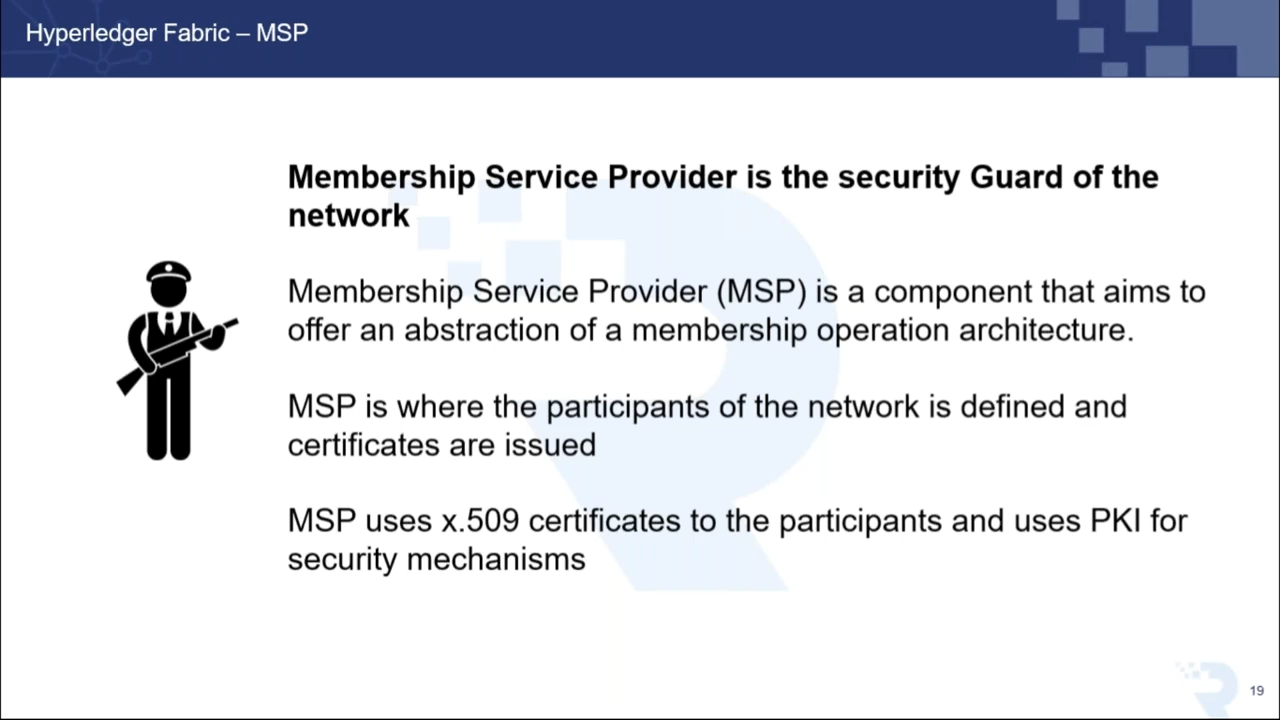 Hyperledger Fabric – MSP
Membership Service Provider is the security Guard of the
network
Membership Service Provider (MSP) is a component that aims to
offer an abstraction of a membership operation architecture.
MSP is where the participants of the network is defined and
certificates are issued
MSP uses x.509 certificates to the participants and uses PKI for
security mechanisms
19